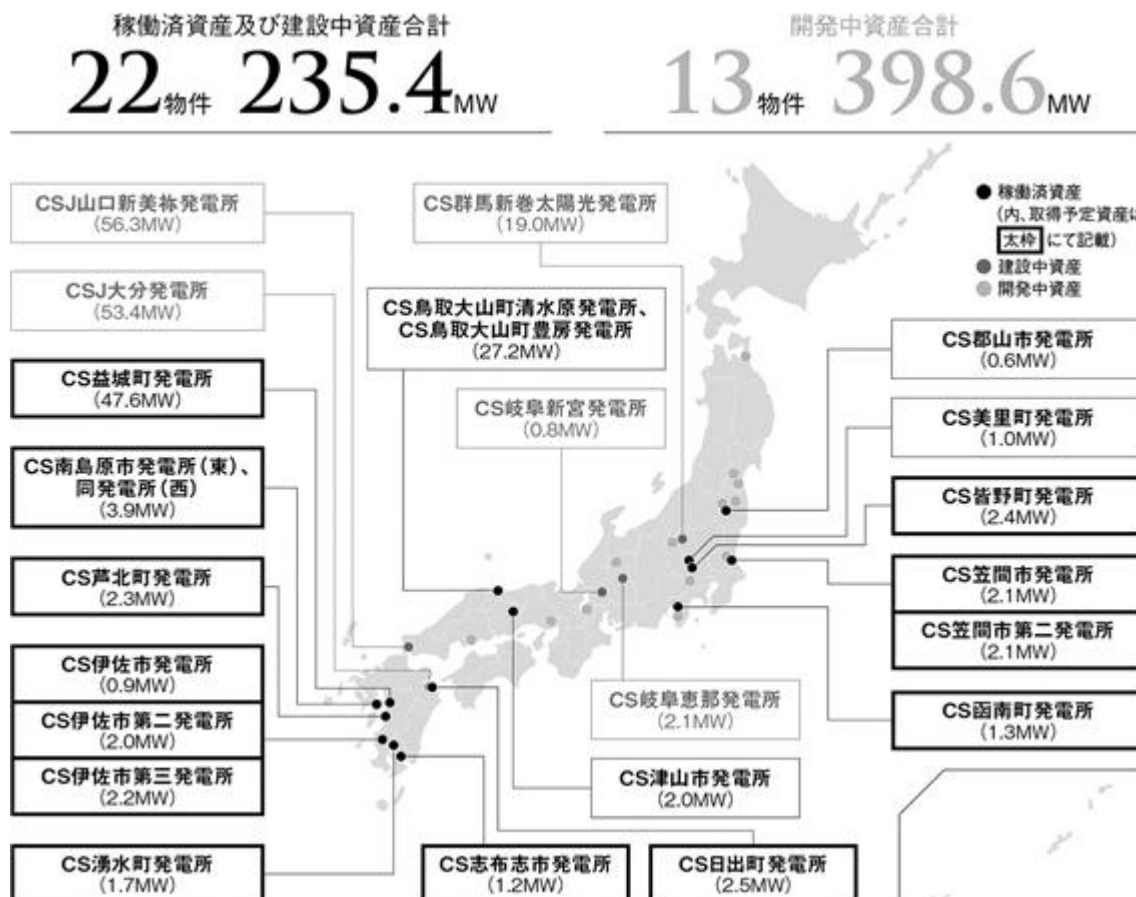 稼働済資産及び建設中資産合計
22物件 235.4MW
開発中資産合計
13物件 398.6MW
CSJ山口新美祢発電所
(56.3MW)
CSJ大分発電所
(53.4MW)
CS益城町発電所
(47.6MW)
CS南島原市発電所(東)、
同発電所(西)
(3.9MW)
CS芦北町発電所
(2.3MW)
CS伊佐市発電所
(0.9MW)
CS伊佐市第二発電所
(2.0MW)
CS伊佐市第三発電所
(2.2MW)
CS湧水町発電所
(1.7MW)
CS群馬新巻太陽光発電所
(19.0MW)
CS鳥取大山町清水原発電所、
CS鳥取大山町豊房発電所
(27.2MW)
CS岐阜新宮発電所
(0.8MW)
CS岐阜恵那発電所
(2.1MW)
CS津山市発電所
(2.0MW)
CS志布志市発電所
(1.2MW)
CS日出町発電所
(2.5MW)
稼働済資産
(内、取得予定資産は
太枠にて記載)
建設中資産
開発中資産
CS郡山市発電所
(0.6MW)
CS美里町発電所
(1.0MW)
CS皆野町発電所
(2.4MW)
CS笠間市発電所
(2.1MW)
CS笠間市第二発電所
(2.1MW)
CS函南町発電所
(1.3MW)